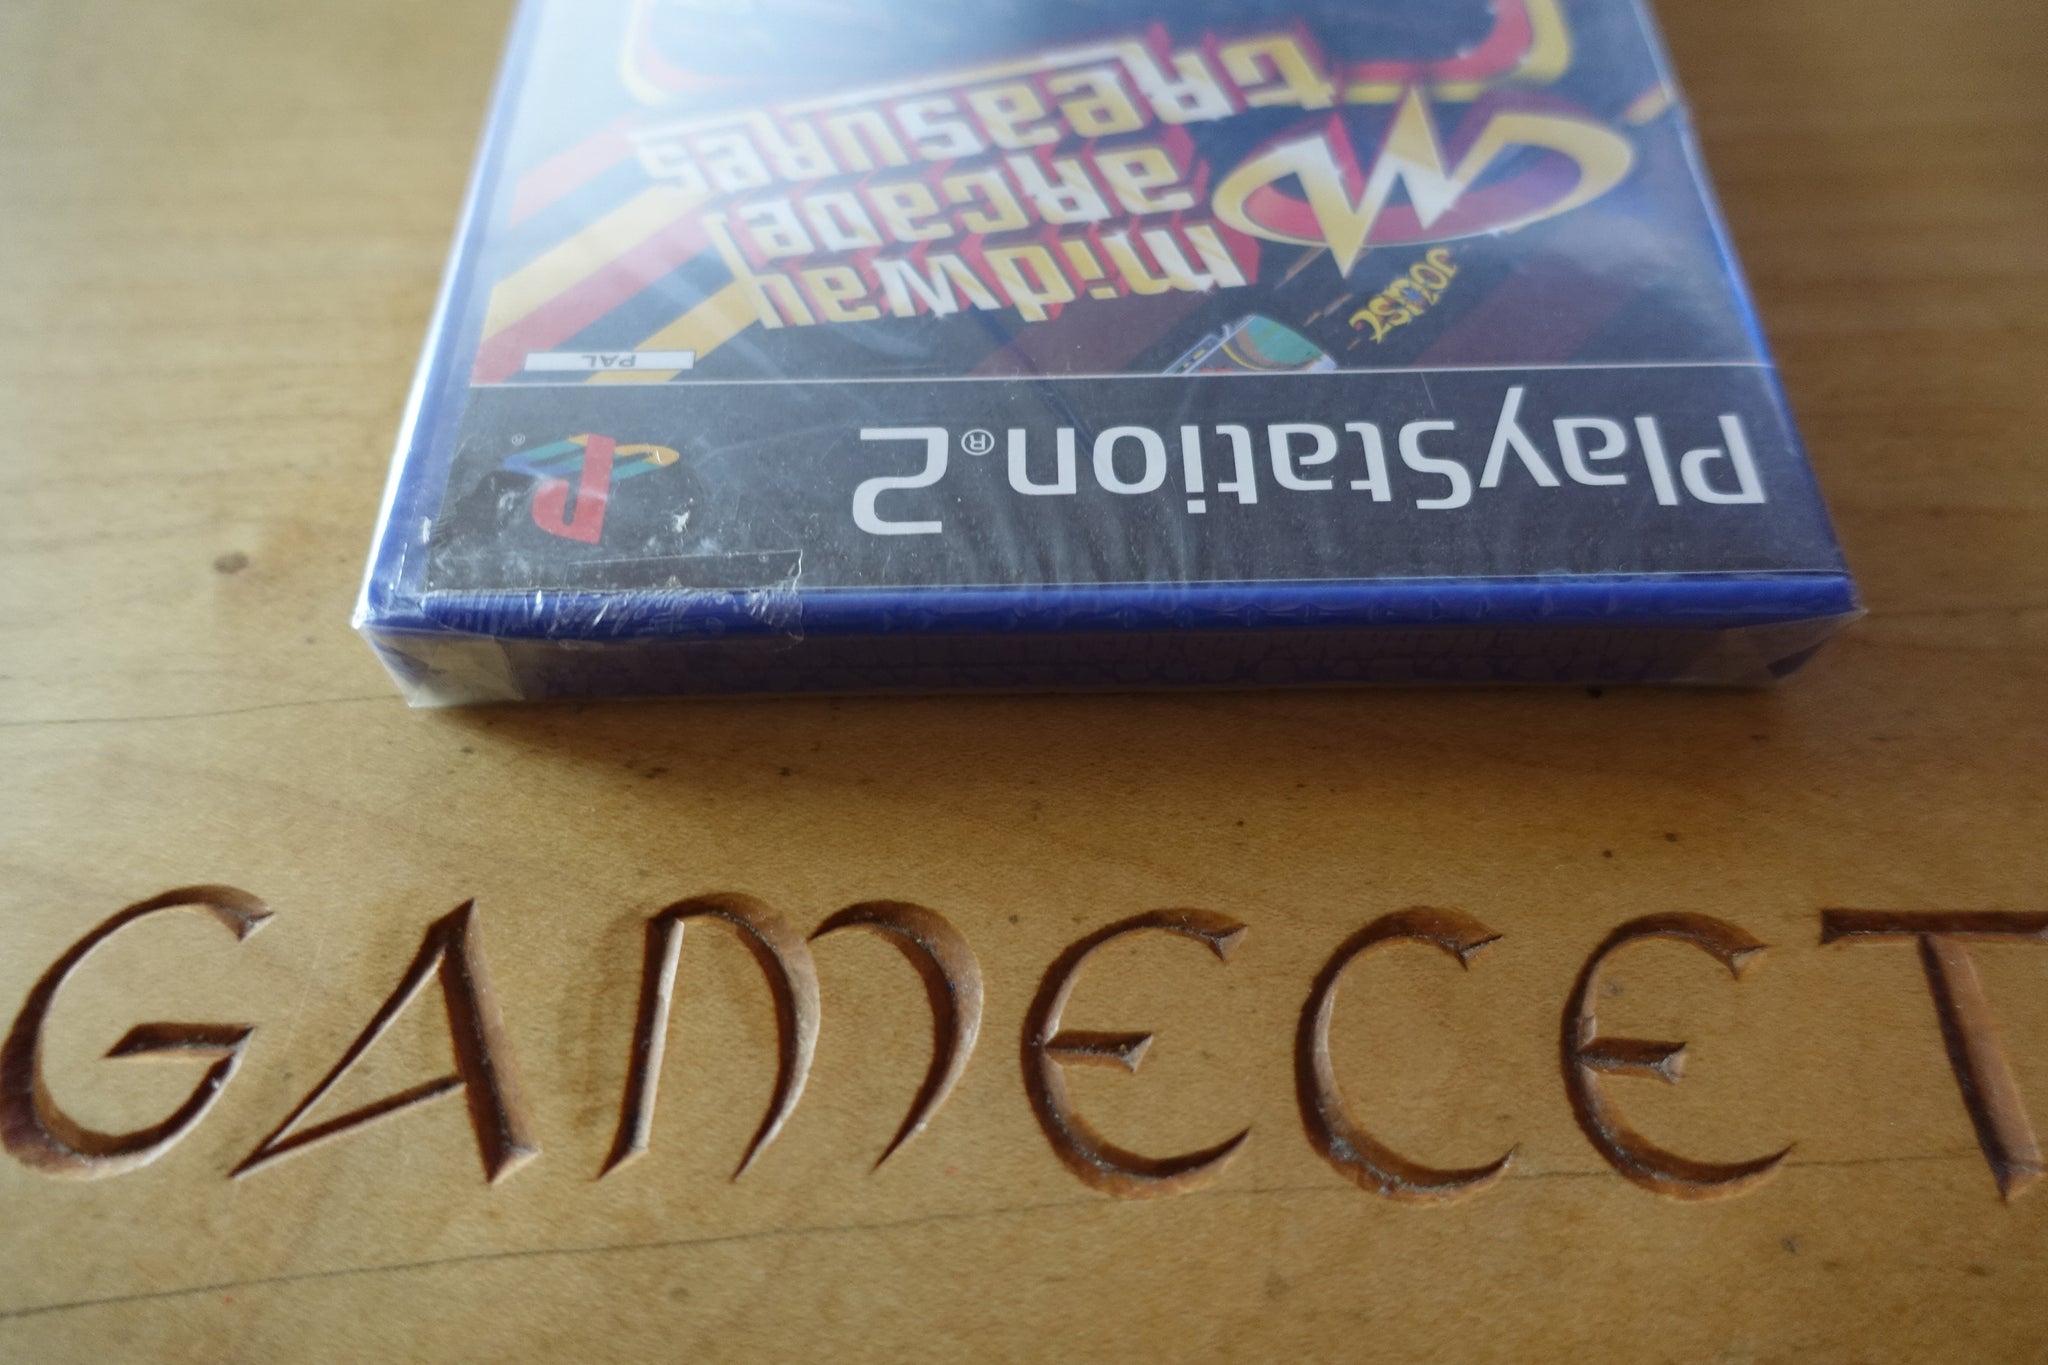 PlayStation®2
PAL
JOUST
midway
arcade
treasures
GAMECET